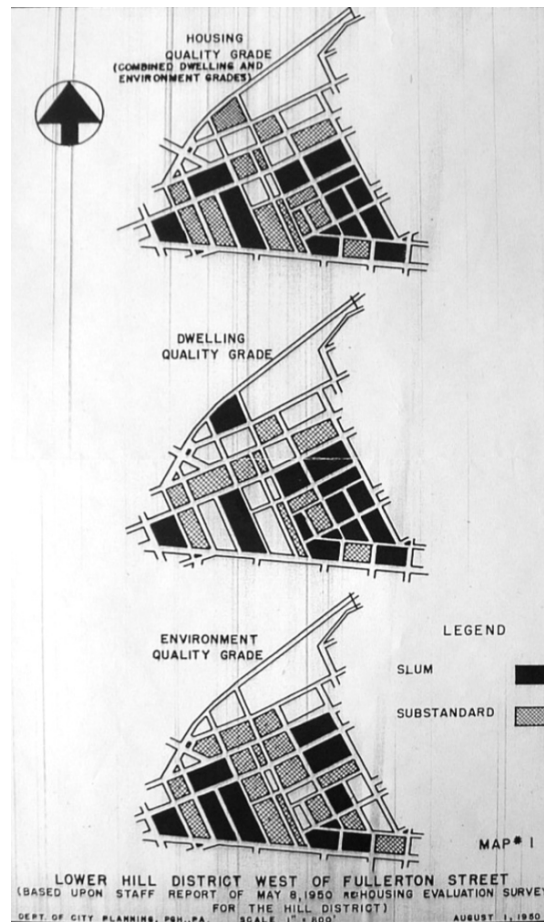 HOUSING
QUALITY GRADE
(COMBINED DWELLING AND
ENVIRONMENT GRADES)
DWELLING
QUALITY GRADE
ENVIRONMENT
QUALITY GRADE
LEGEND
SLUM
SUBSTANDARD
MAP # 1
LOWER HILL DISTRICT WEST OF FULLERTON STREET
(BASED UPON STAFF REPORT OF MAY 8, 1950 RE HOUSING EVALUATION SURVEY
FOR THE HILL DISTRICT)
DEPT. OF CITY PLANNING, PGH., PA. SCALE 1" = 800' AUGUST 1, 1950